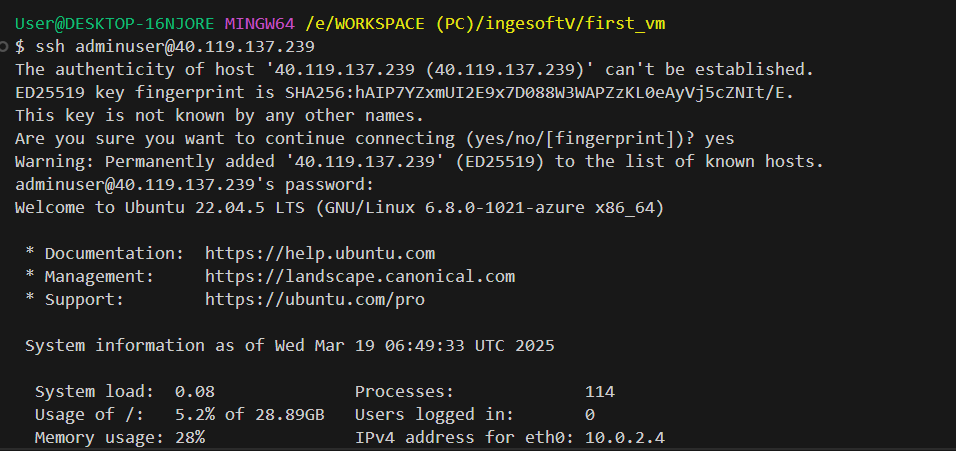 User@DESKTOP-16NJORE MINGW64 /e/WORKSPACE (PC)/ingesoftV/first_vm
$ ssh adminuser@40.119.137.239
The authenticity of host '40.119.137.239 (40.119.137.239)' can't be established.
ED25519 key fingerprint is SHA256:hAIP7YZxmUI2E9x7D088W3WAPZzKL0eAyVj5cZNIt/E.
This key is not known by any other names.
Are you sure you want to continue connecting (yes/no/[fingerprint])? yes
Warning: Permanently added '40.119.137.239' (ED25519) to the list of known hosts.
adminuser@40.119.137.239's password:
Welcome to Ubuntu 22.04.5 LTS (GNU/Linux 6.8.0-1021-azure x86_64)
* Documentation:  https://help.ubuntu.com
* Management:     https://landscape.canonical.com
* Support:        https://ubuntu.com/pro
System information as of Wed Mar 19 06:49:33 UTC 2025
System load:  0.08              Processes:             114
Usage of /:   5.2% of 28.89GB   Users logged in:       0
Memory usage: 28%               IPv4 address for eth0: 10.0.2.4